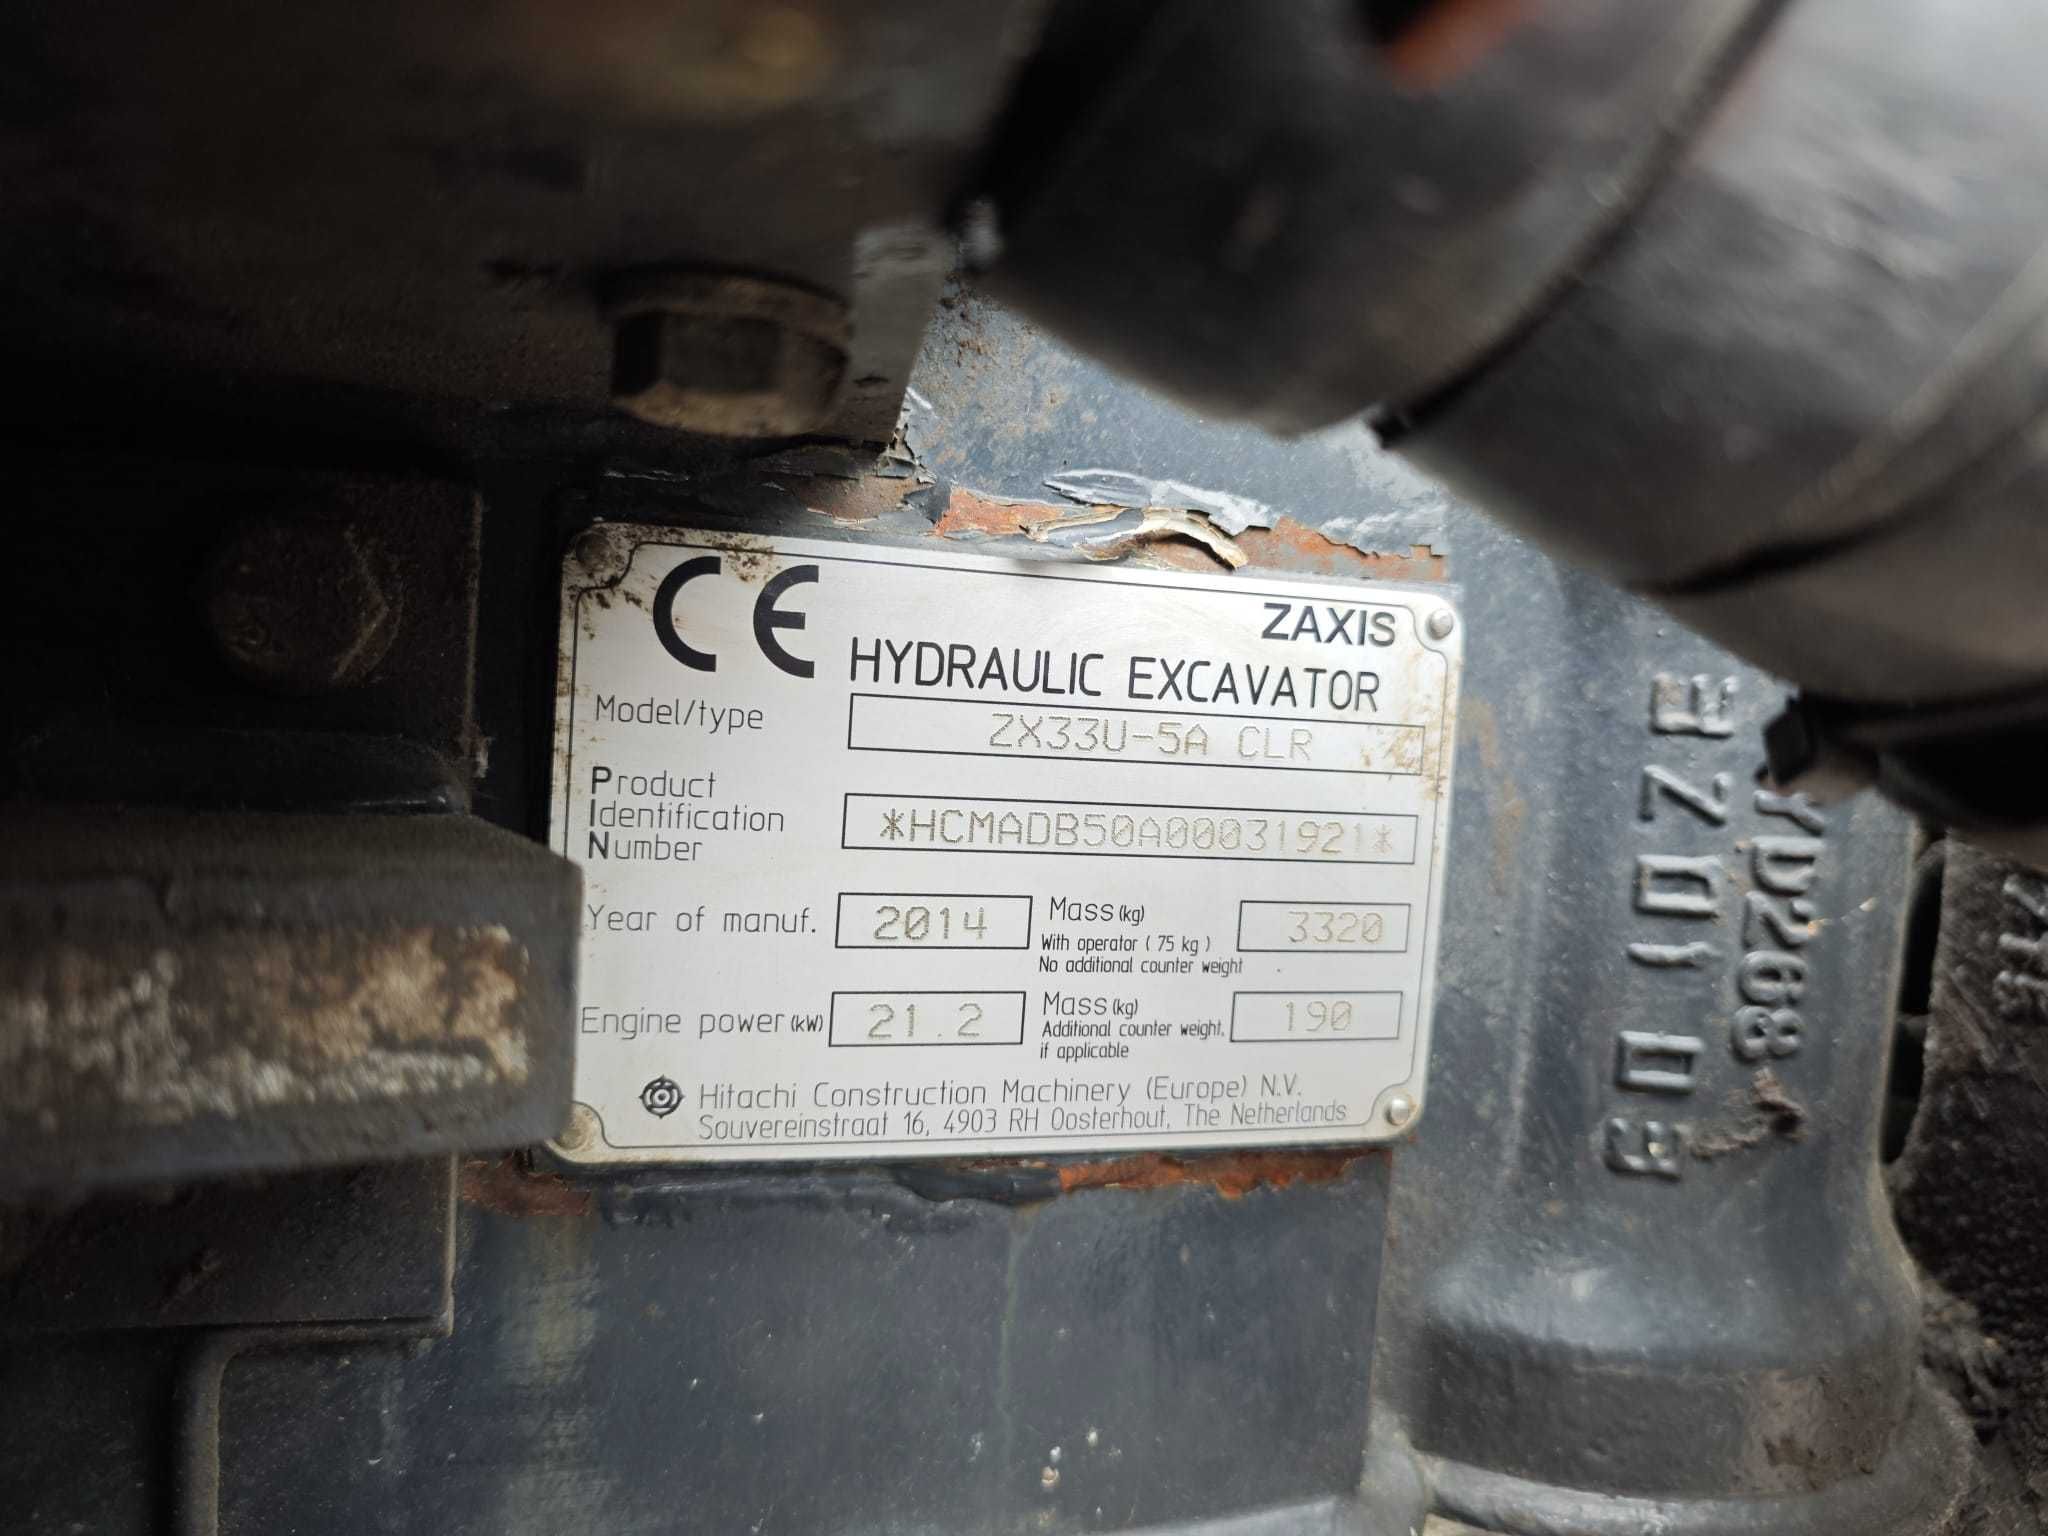 CE
ZAXIS
HYDRAULIC EXCAVATOR
Model/type ZX33U-5A CLR
Product
Identification
Number *HCMADB50A00031921*
Year of manuf. 2014 Mass (kg)
With operator ( 75 kg ) 3320
No additional counter weight
Engine power (kW) 21.2 Mass (kg)
Additional counter weight, 190
if applicable
Hitachi Construction Machinery (Europe) N.V.
Souvereinstraat 16, 4903 RH Oosterhout, The Netherlands
YD268